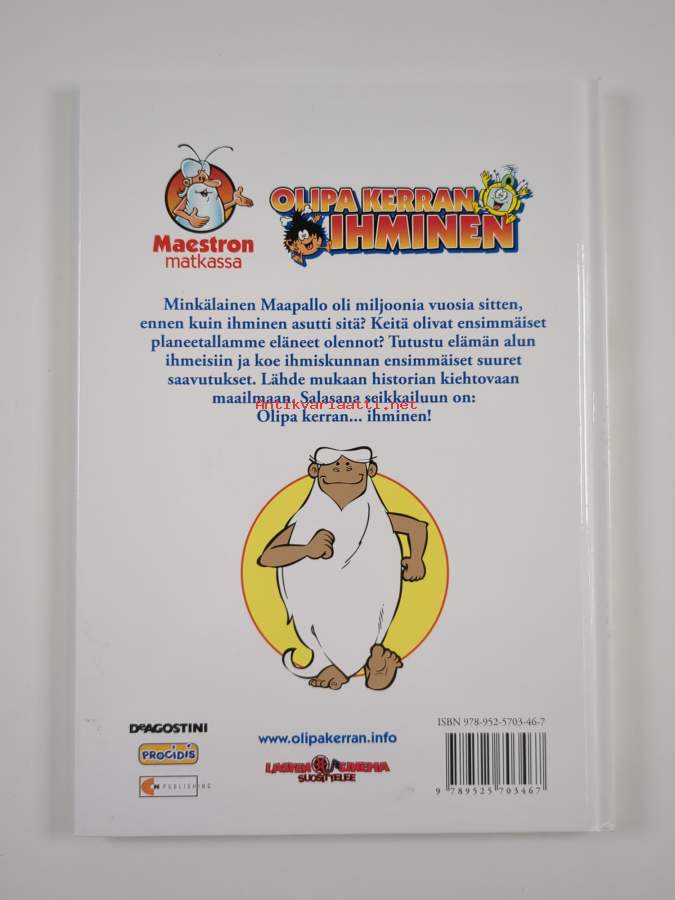 Maestron
matkassa
OLIPA KERRAN
IHMINEN
Minkälainen Maapallo oli miljoonia vuosia sitten,
ennen kuin ihminen asutti sitä? Keitä olivat ensimmäiset
planeetallamme eläneet olennot? Tutustu elämän alun
ihmeisiin ja koe ihmiskunnan ensimmäiset suuret
saavutukset. Lähde mukaan historian kiehtovaan
maailmaan. Salasana seikkailuun on:
Antikvariaatti.net
Olipa kerran... ihminen!
DeAGOSTINI
PROCIDIS
CN PUBLISHING
www.olipakerran.info
LASTEN CINEMA
SUOSITTELEE
ISBN 978-952-5703-46-7
9 789525 703467